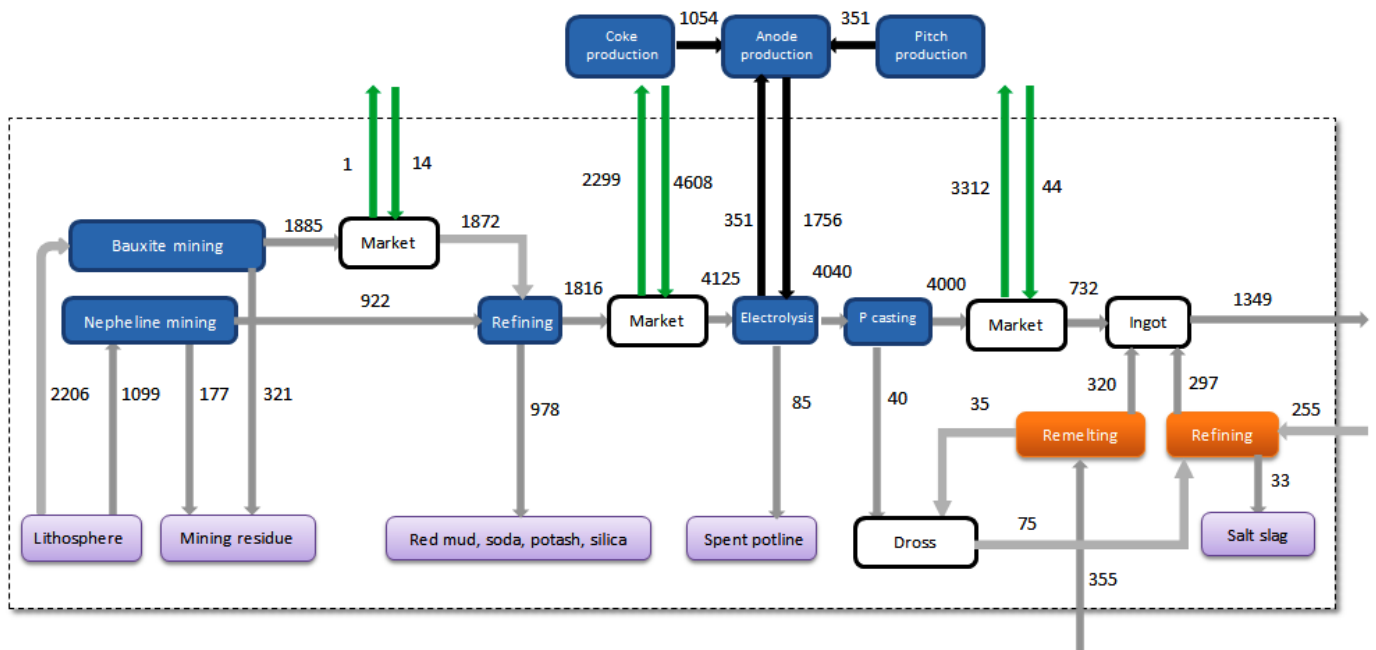 1054
351
Coke
production
Anode
production
Pitch
production
1
14
2299
4608
351
1756
3312
44
Bauxite mining
1885
Market
1872
922
1816
4125
4040
4000
732
1349
Nepheline mining
Refining
Market
Electrolysis
P casting
Market
Ingot
2206
1099
177
321
978
85
40
35
320
297
255
Remelting
Refining
33
Lithosphere
Mining residue
Red mud, soda, potash, silica
Spent potline
Dross
75
Salt slag
355